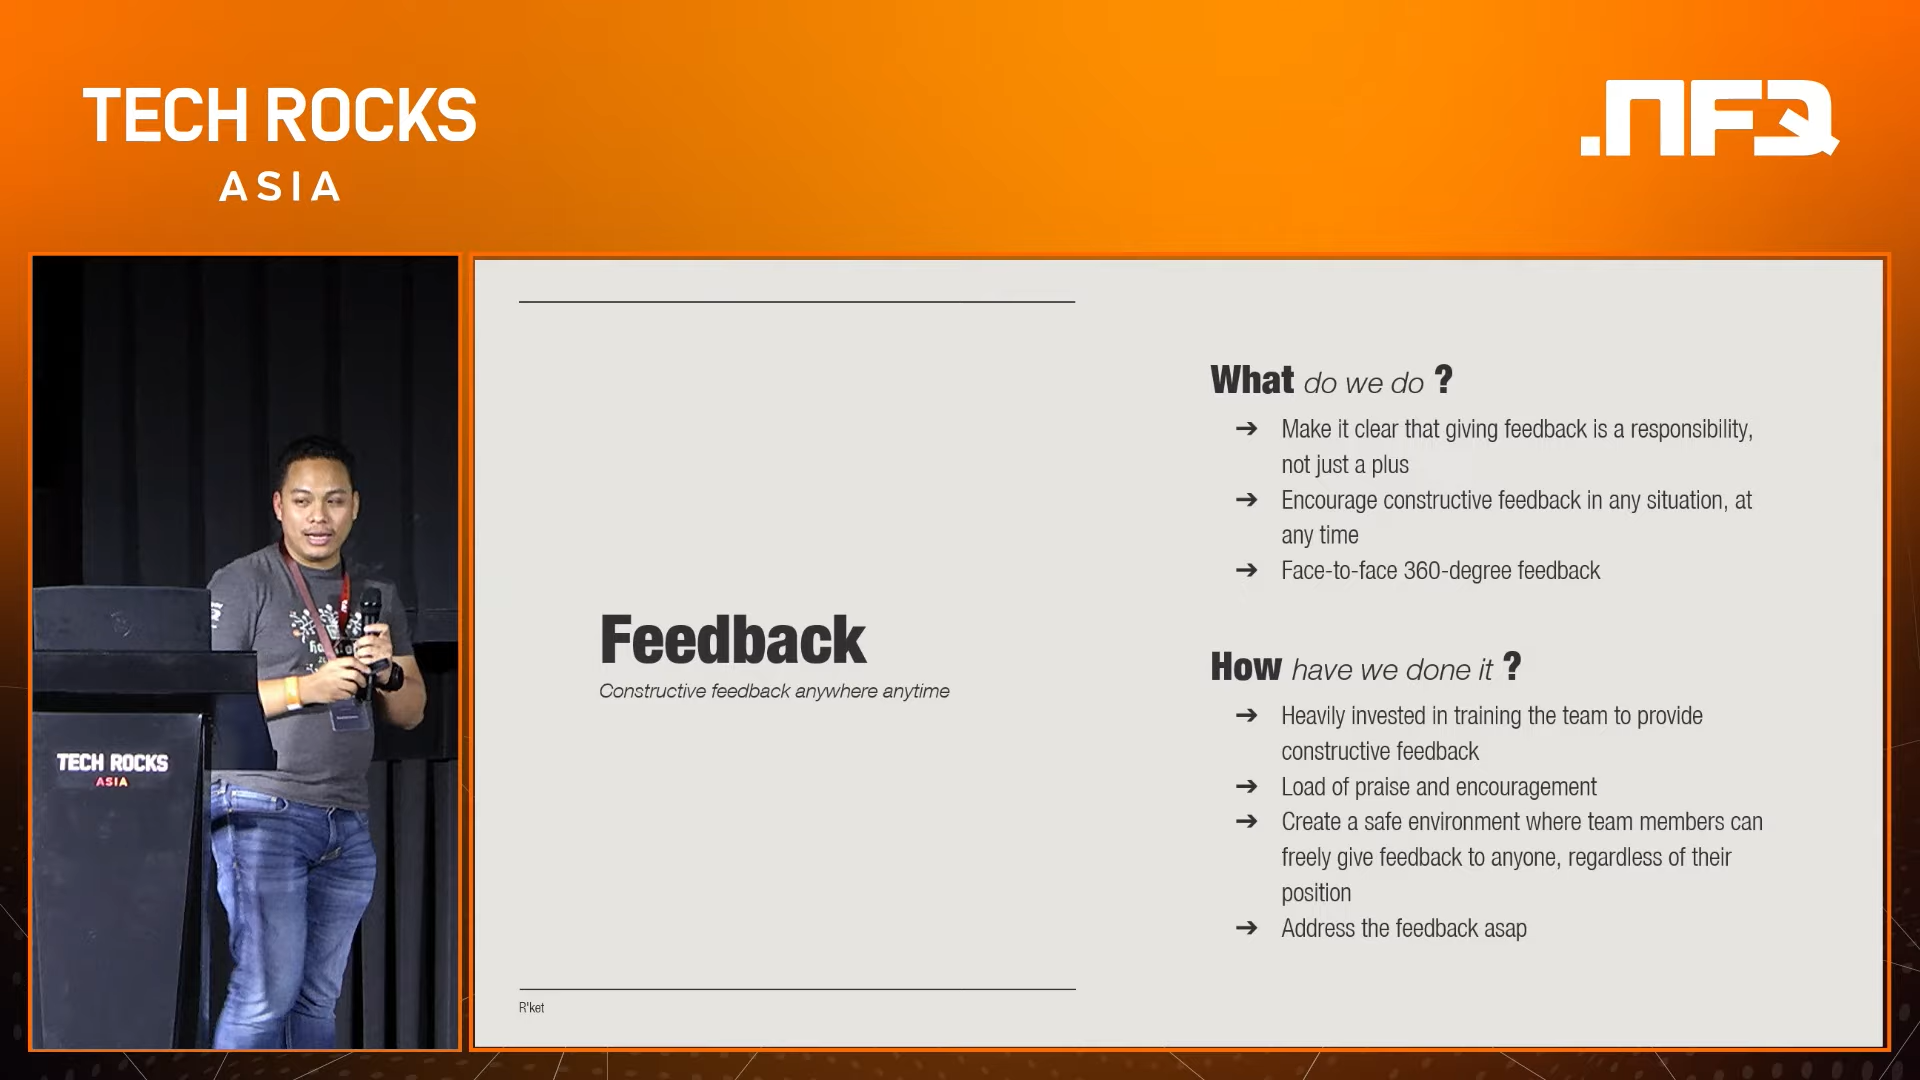 TECH ROCKS
ASIA
.NFQ
TECH ROCKS
ASIA
Feedback
Constructive feedback anywhere anytime
R'ket
What do we do ?
➔ Make it clear that giving feedback is a responsibility,
not just a plus
➔ Encourage constructive feedback in any situation, at
any time
➔ Face-to-face 360-degree feedback
How have we done it ?
➔ Heavily invested in training the team to provide
constructive feedback
➔ Load of praise and encouragement
➔ Create a safe environment where team members can
freely give feedback to anyone, regardless of their
position
➔ Address the feedback asap